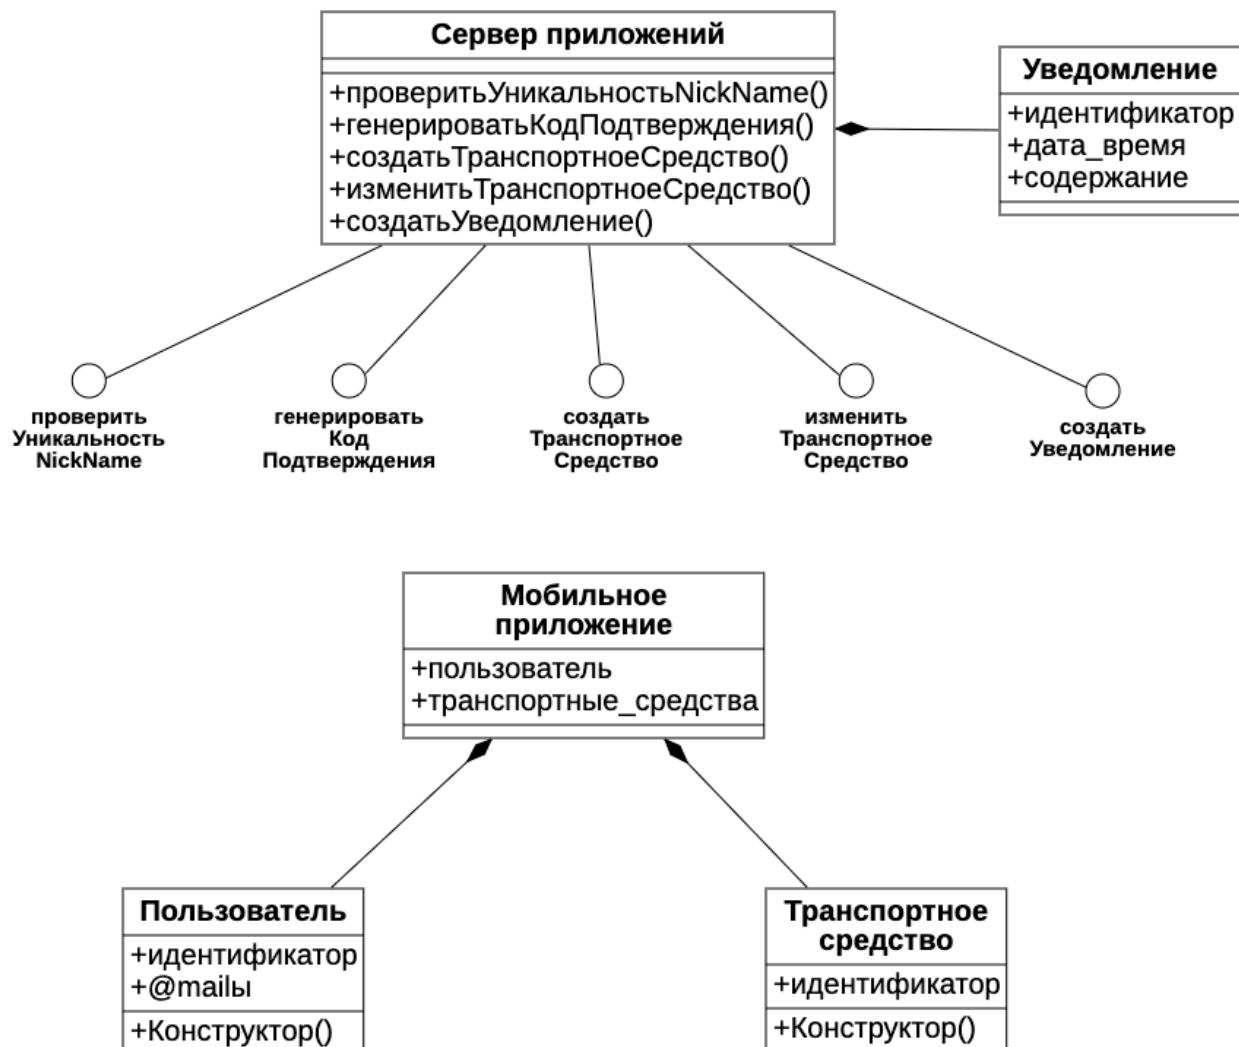 Сервер приложений
+проверитьУникальностьNickName()
+генерироватьКодПодтверждения()
+создатьТранспортноеСредство()
+изменитьТранспортноеСредство()
+создатьУведомление()
Уведомление
+идентификатор
+дата_время
+содержание
проверить
Уникальность
NickName
генерировать
Код
Подтверждения
создать
Транспортное
Средство
изменить
Транспортное
Средство
создать
Уведомление
Мобильное
приложение
+пользователь
+транспортные_средства
Пользователь
+идентификатор
+@mailы
+Конструктор()
Транспортное
средство
+идентификатор
+Конструктор()